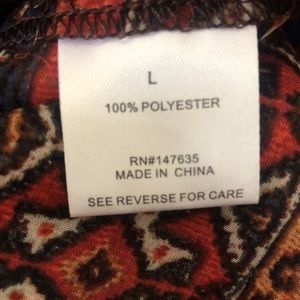 L
100% POLYESTER
RN#147635
MADE IN CHINA
SEE REVERSE FOR CARE